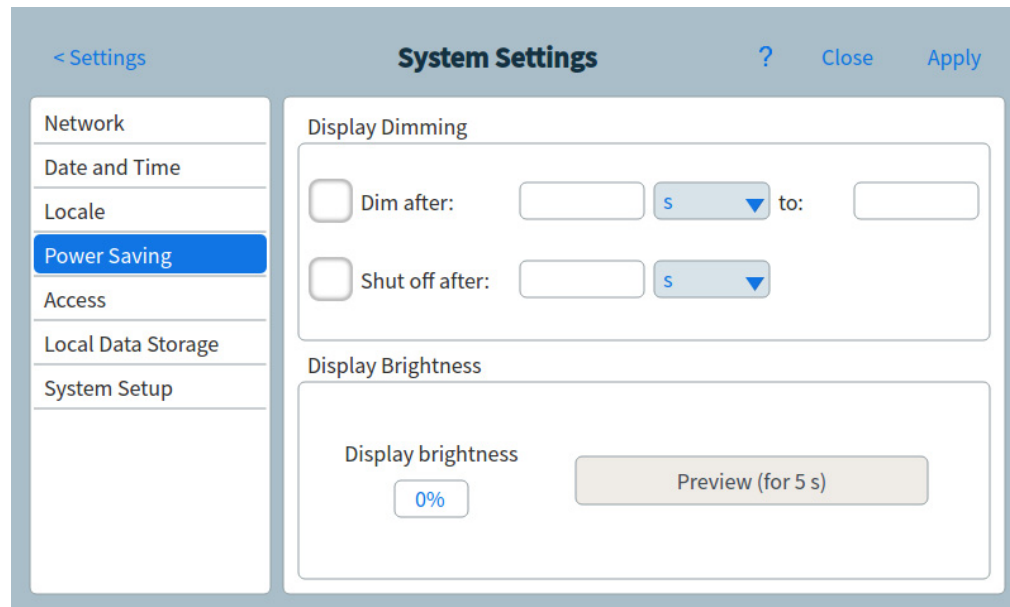 < Settings System Settings ? Close Apply
Network
Date and Time
Locale
Power Saving
Access
Local Data Storage
System Setup
Display Dimming
Dim after: s to:
Shut off after: s
Display Brightness
Display brightness
0%
Preview (for 5 s)